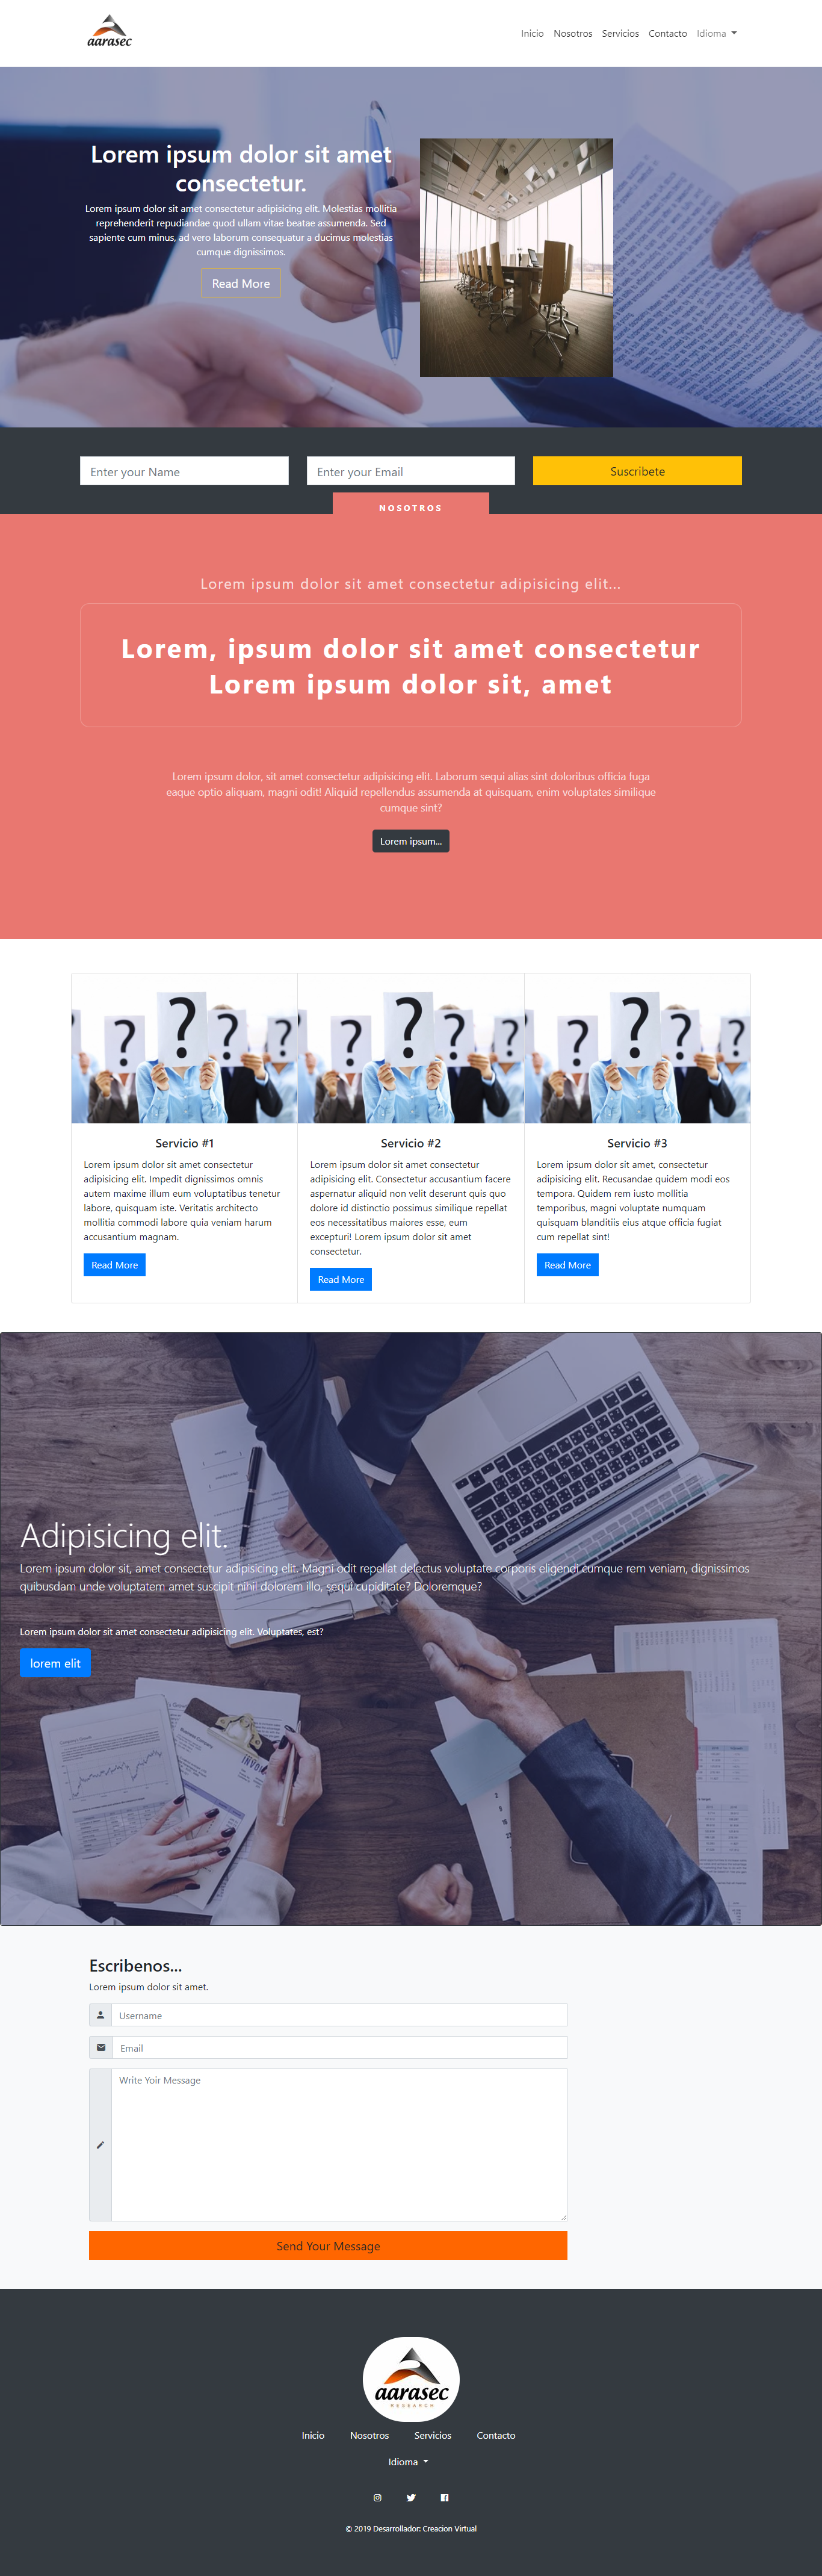 aarasec
Inicio Nosotros Servicios Contacto Idioma
Lorem ipsum dolor sit amet
consectetur.
Lorem ipsum dolor sit amet consectetur adipisicing elit. Molestias mollitia
reprehenderit repudiandae quod ullam vitae beatae assumenda. Sed
sapiente cum minus, ad vero laborum consequatur a ducimus molestias
cumque dignissimos.
Read More
Enter your Name
Enter your Email
Suscribete
NOSOTROS
Lorem ipsum dolor sit amet consectetur adipisicing elit...
Lorem, ipsum dolor sit amet consectetur
Lorem ipsum dolor sit, amet
Lorem ipsum dolor, sit amet consectetur adipisicing elit. Laborum sequi alias sint doloribus officia fuga
eaque optio aliquam, magni odit! Aliquid repellendus assumenda at quisquam, enim voluptates similique
cumque sint?
Lorem ipsum...
? ? ? ?
? ? ? ?
? ? ? ?
Servicio #1
Lorem ipsum dolor sit amet consectetur
adipisicing elit. Impedit dignissimos omnis
autem maxime illum eum voluptatibus tenetur
labore, quisquam iste. Veritatis architecto
mollitia commodi labore quia veniam harum
accusantium magnam.
Read More
Servicio #2
Lorem ipsum dolor sit amet consectetur
adipisicing elit. Consectetur accusantium facere
aspernatur aliquid non velit deserunt quis quo
dolore id distinctio possimus similique repellat
eos necessitatibus maiores esse, eum
excepturi! Lorem ipsum dolor sit amet
consectetur.
Read More
Servicio #3
Lorem ipsum dolor sit amet, consectetur
adipisicing elit. Recusandae quidem modi eos
tempora. Quidem rem iusto mollitia
temporibus, magni voluptate numquam
quisquam blanditiis eius atque officia fugiat
cum repellat sint!
Read More
Adipisicing elit.
Lorem ipsum dolor sit, amet consectetur adipisicing elit. Magni odit repellat delectus voluptate corporis eligendi cumque rem veniam, dignissimos
quibusdam unde voluptatem amet suscipit nihil dolorem illo, sequi cupiditate? Doloremque?
Lorem ipsum dolor sit amet consectetur adipisicing elit. Voluptates, est?
lorem elit
Business Company
INVOICE
Escribenos...
Lorem ipsum dolor sit amet.
Username
Email
Write Yoir Message
Send Your Message
aarasec
RESEARCH
Inicio Nosotros Servicios Contacto
Idioma
© 2019 Desarrollador: Creacion Virtual